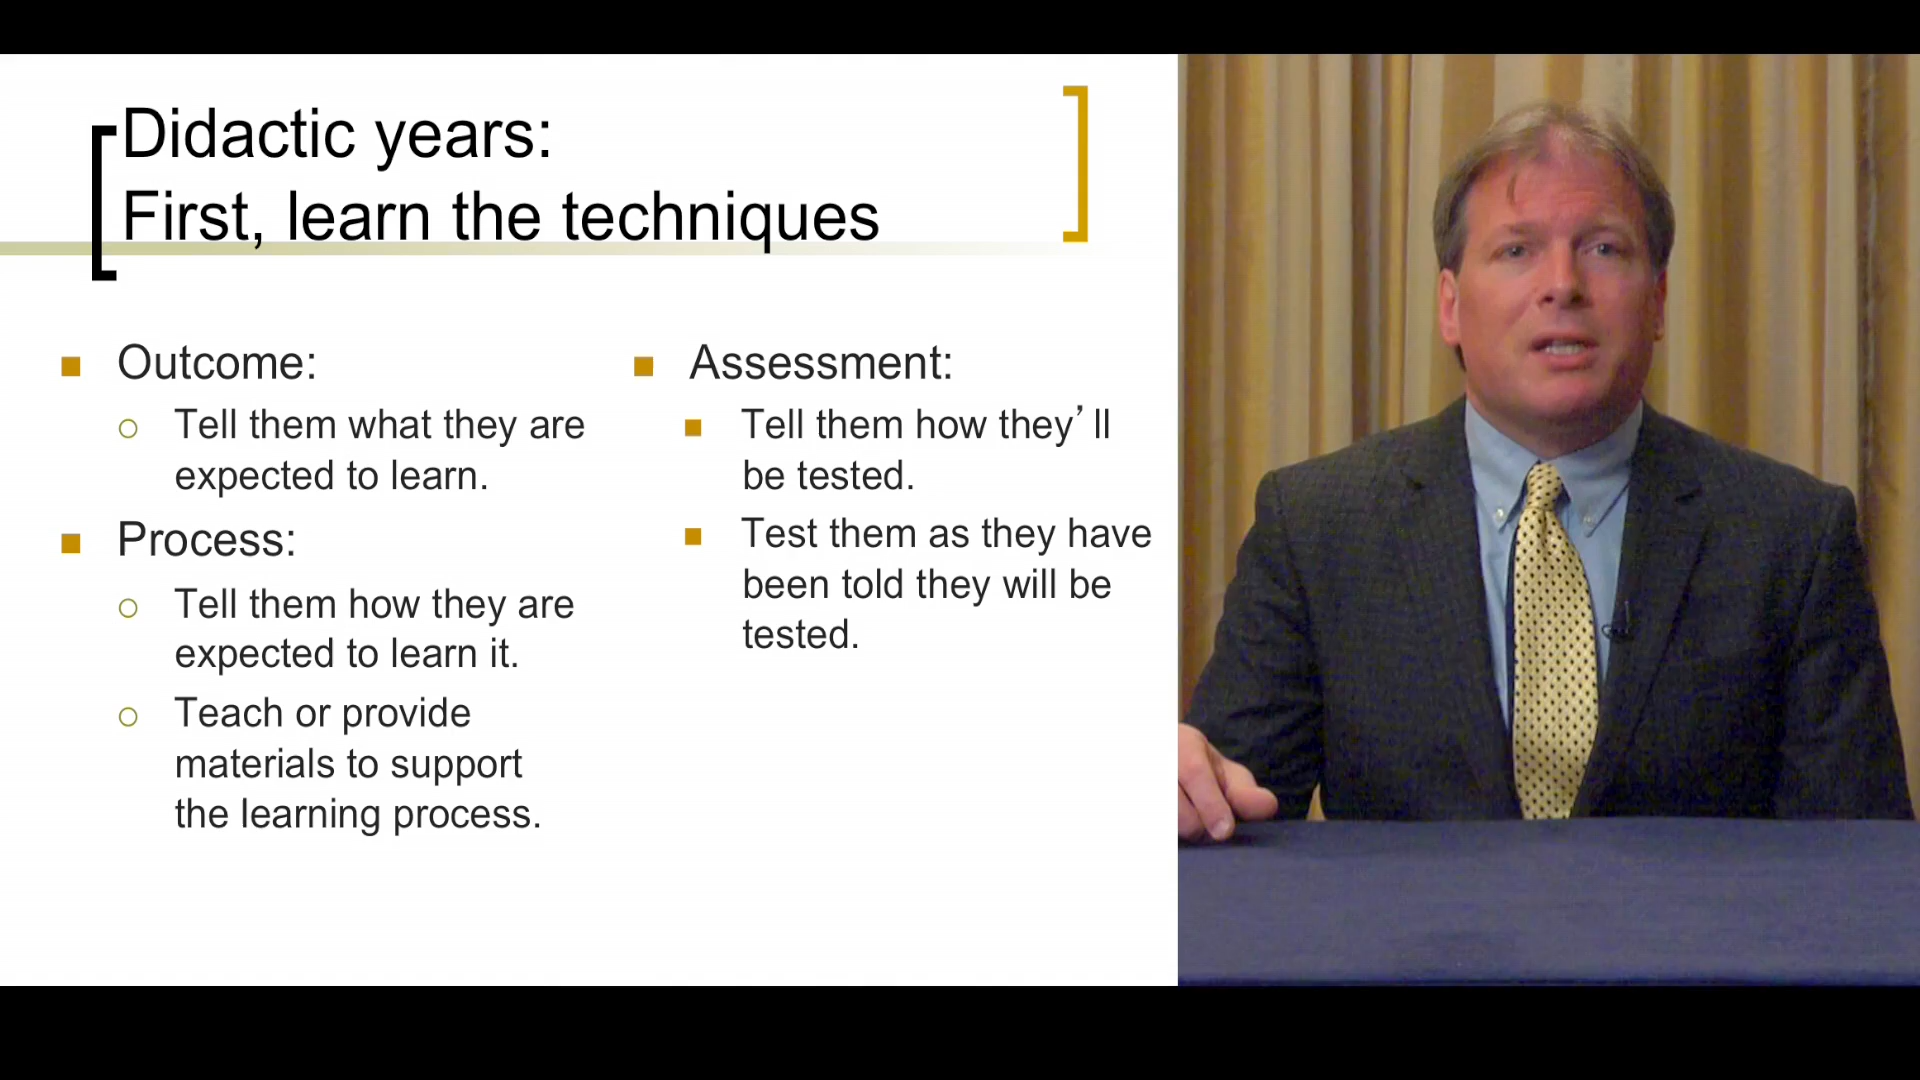 Didactic years:
First, learn the techniques
Outcome:
Tell them what they are
expected to learn.
Process:
Tell them how they are
expected to learn it.
Teach or provide
materials to support
the learning process.
Assessment:
Tell them how they’ll
be tested.
Test them as they have
been told they will be
tested.